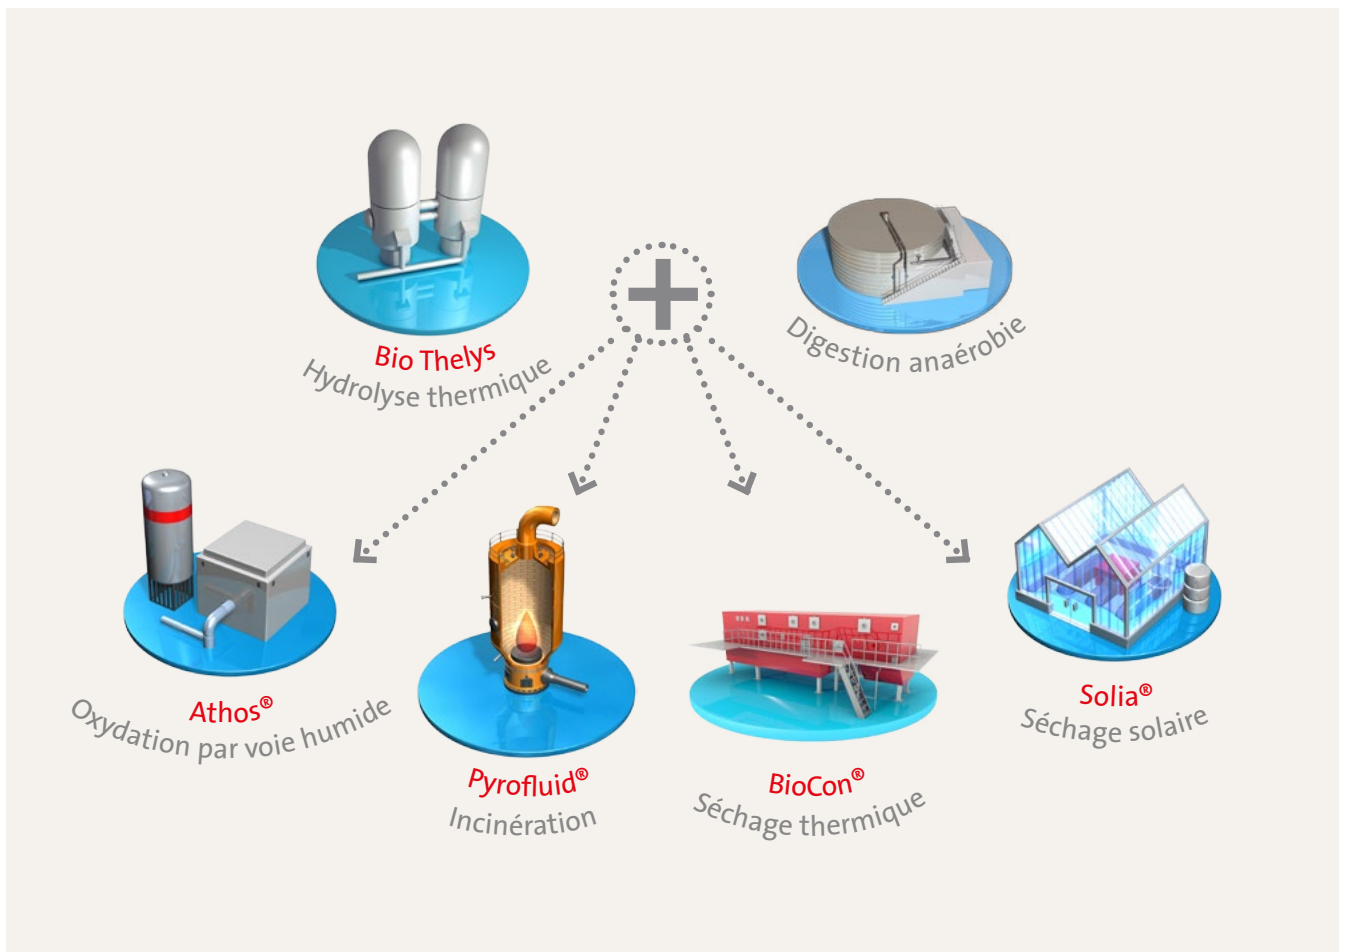 Bio Thelys
Hydrolyse thermique
Digestion anaérobie
Athos®
Oxydation par voie humide
Pyrofluid®
Incinération
BioCon®
Séchage thermique
Solia®
Séchage solaire